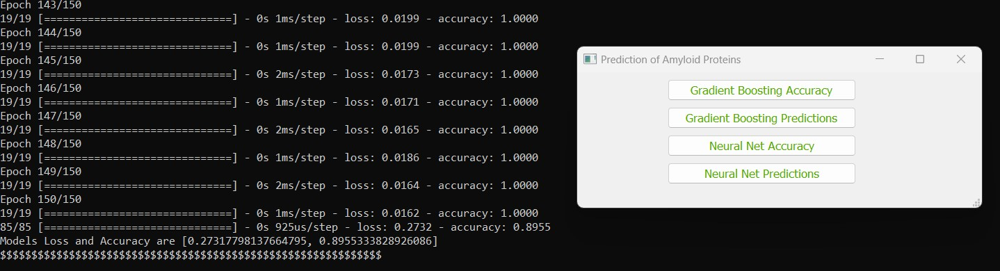 Epoch 143/150
19/19 [==============================] - 0s 1ms/step - loss: 0.0199 - accuracy: 1.0000
Epoch 144/150
19/19 [==============================] - 0s 1ms/step - loss: 0.0199 - accuracy: 1.0000
Epoch 145/150
19/19 [==============================] - 0s 2ms/step - loss: 0.0173 - accuracy: 1.0000
Epoch 146/150
19/19 [==============================] - 0s 1ms/step - loss: 0.0171 - accuracy: 1.0000
Epoch 147/150
19/19 [==============================] - 0s 2ms/step - loss: 0.0165 - accuracy: 1.0000
Epoch 148/150
19/19 [==============================] - 0s 1ms/step - loss: 0.0186 - accuracy: 1.0000
Epoch 149/150
19/19 [==============================] - 0s 2ms/step - loss: 0.0164 - accuracy: 1.0000
Epoch 150/150
19/19 [==============================] - 0s 1ms/step - loss: 0.0162 - accuracy: 1.0000
85/85 [==============================] - 0s 925us/step - loss: 0.2732 - accuracy: 0.8955
Models Loss and Accuracy are [0.27317798137664795, 0.8955333828926086]
$$$$$$$$$$$$$$$$$$$$$$$$$$$$$$$$$$$$$$$$$$$$$$$$$$$$$$$$$$$$$
Prediction of Amyloid Proteins
Gradient Boosting Accuracy
Gradient Boosting Predictions
Neural Net Accuracy
Neural Net Predictions